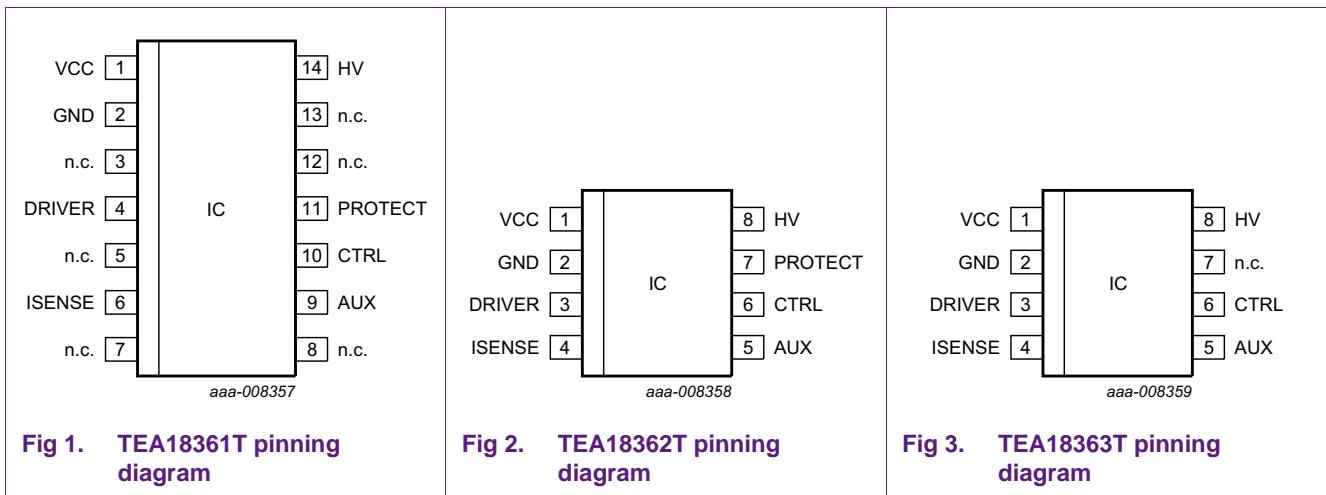 VCC 1 14 HV
GND 2 13 n.c.
n.c. 3 12 n.c.
DRIVER 4 IC 11 PROTECT
n.c. 5 10 CTRL
ISENSE 6 9 AUX
n.c. 7 8 n.c.
aaa-008357
Fig 1. TEA18361T pinning
diagram
VCC 1 8 HV
GND 2 7 PROTECT
IC
DRIVER 3 6 CTRL
ISENSE 4 5 AUX
aaa-008358
Fig 2. TEA18362T pinning
diagram
VCC 1 8 HV
GND 2 7 n.c.
IC
DRIVER 3 6 CTRL
ISENSE 4 5 AUX
aaa-008359
Fig 3. TEA18363T pinning
diagram